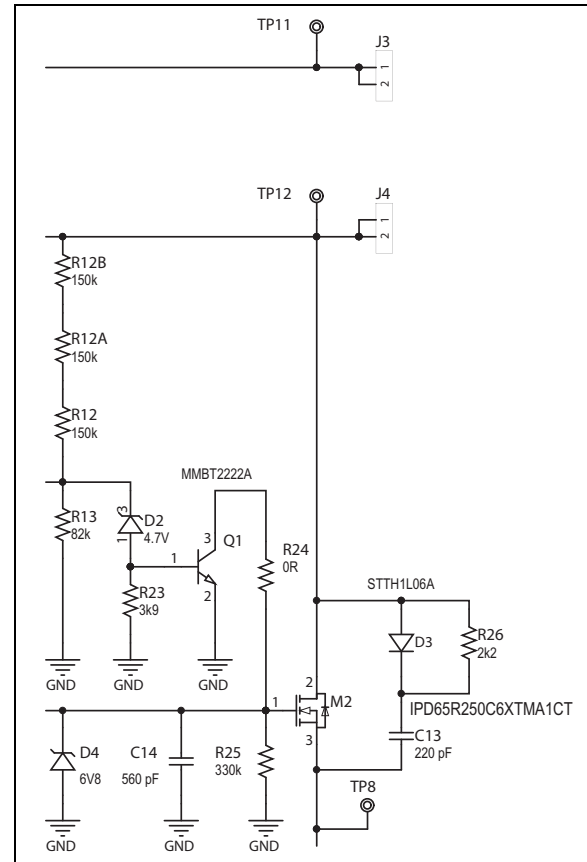 TP11
J3
1
2
TP12
J4
1
2
R12B
150k
R12A
150k
R12
150k
MMBT2222A
R13
82k
3
D2
4.7V
1
3
Q1
1
2
R24
0R
R23
3k9
STTH1L06A
D3
R26
2k2
GND
GND
GND
2
M2
1
3
IPD65R250C6XTMA1CT
C13
220 pF
D4
6V8
C14
560 pF
R25
330k
TP8
GND
GND
GND